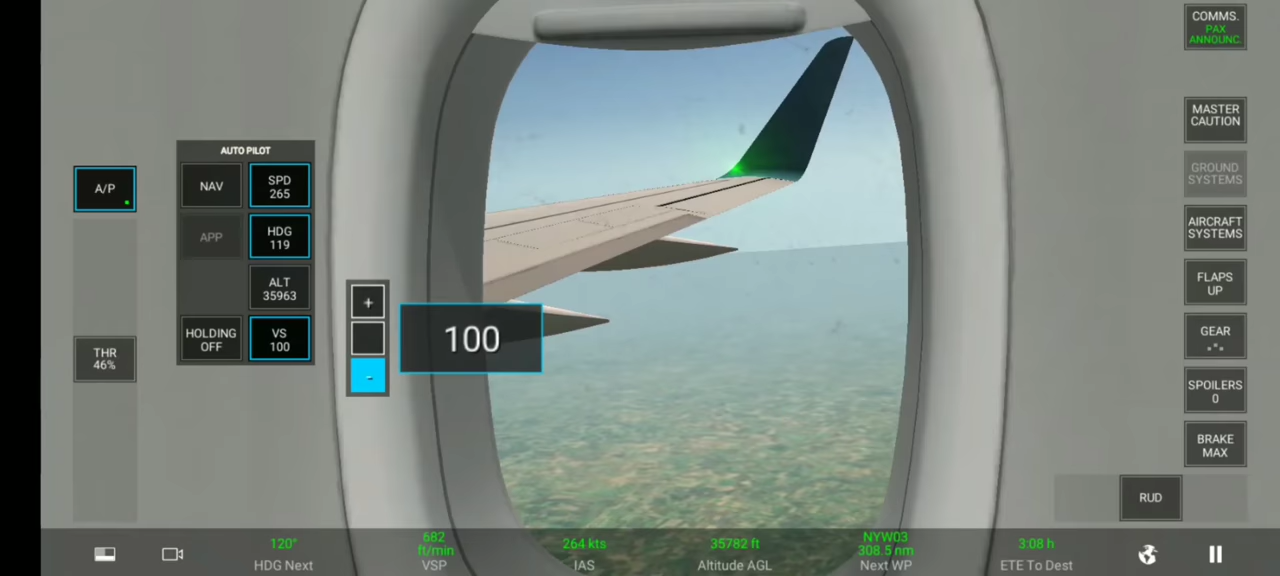 COMMS.
PAX
ANNOUNC.
MASTER
CAUTION
GROUND
SYSTEMS
AIRCRAFT
SYSTEMS
FLAPS
UP
GEAR
SPOILERS
0
BRAKE
MAX
RUD
A/P
THR
46%
AUTO PILOT
NAV
SPD
265
APP
HDG
119
ALT
35963
HOLDING
OFF
VS
100
+
-
100
120°
HDG Next
682
ft/min
VSP
264 kts
IAS
35782 ft
Altitude AGL
NYW03
308.5 nm
Next WP
3:08 h
ETE To Dest